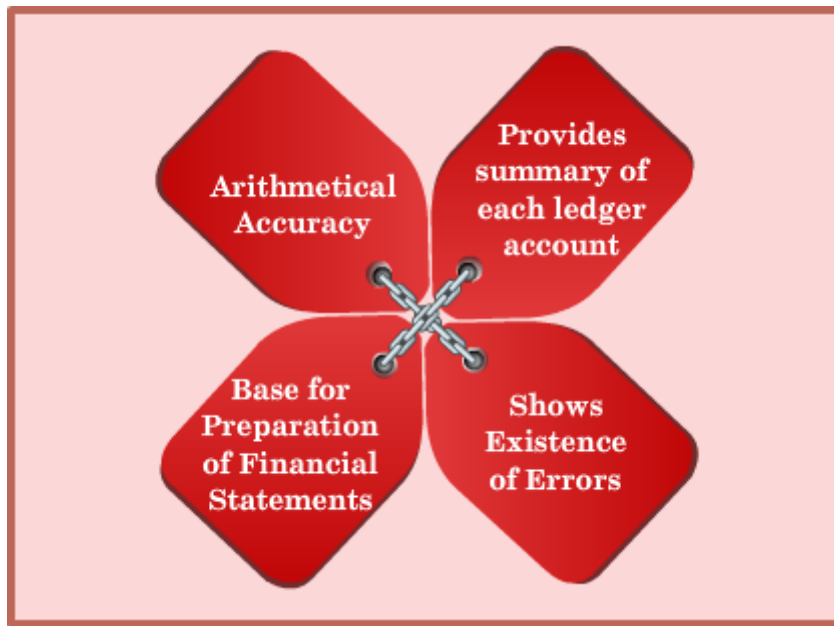 Arithmetical
Accuracy
Provides
summary of
each ledger
account
Base for
Preparation
of Financial
Statements
Shows
Existence
of Errors